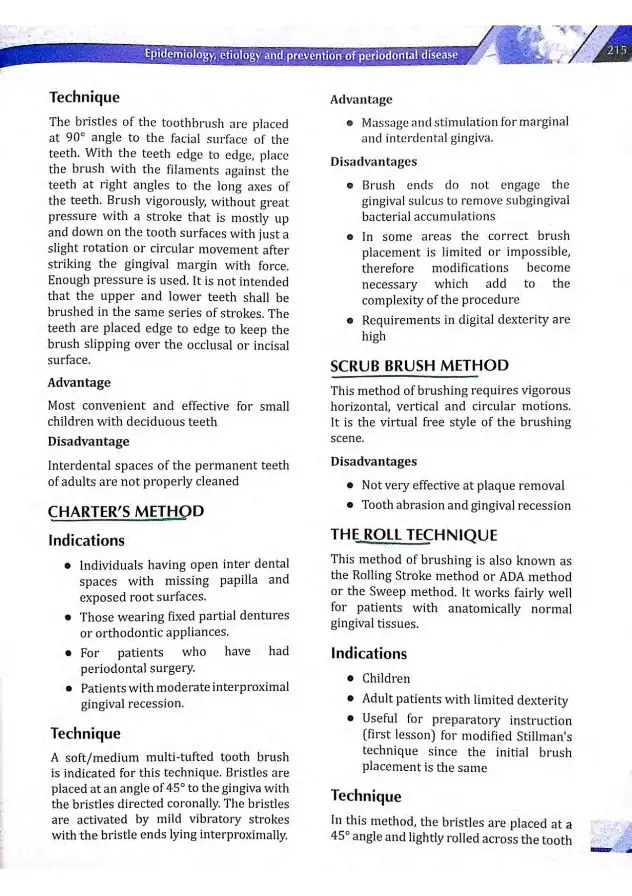 Epidemiology, etiology and prevention of periodontal disease
215
Technique
The bristles of the toothbrush are placed
at 90° angle to the facial surface of the
teeth. With the teeth edge to edge, place
the brush with the filaments against the
teeth at right angles to the long axes of
the teeth. Brush vigorously, without great
pressure with a stroke that is mostly up
and down on the tooth surfaces with just a
slight rotation or circular movement after
striking the gingival margin with force.
Enough pressure is used. It is not intended
that the upper and lower teeth shall be
brushed in the same series of strokes. The
teeth are placed edge to edge to keep the
brush slipping over the occlusal or incisal
surface.
Advantage
Most convenient and effective for small
children with deciduous teeth
Disadvantage
Interdental spaces of the permanent teeth
of adults are not properly cleaned
CHARTER'S METHOD
Indications
• Individuals having open inter dental
spaces with missing papilla and
exposed root surfaces.
• Those wearing fixed partial dentures
or orthodontic appliances.
• For patients who have had
periodontal surgery.
• Patients with moderate interproximal
gingival recession.
Technique
A soft/medium multi-tufted tooth brush
is indicated for this technique. Bristles are
placed at an angle of 45° to the gingiva with
the bristles directed coronally. The bristles
are activated by mild vibratory strokes
with the bristle ends lying interproximally.
Advantage
• Massage and stimulation for marginal
and interdental gingiva.
Disadvantages
• Brush ends do not engage the
gingival sulcus to remove subgingival
bacterial accumulations
• In some areas the correct brush
placement is limited or impossible,
therefore modifications become
necessary which add to the
complexity of the procedure
• Requirements in digital dexterity are
high
SCRUB BRUSH METHOD
This method of brushing requires vigorous
horizontal, vertical and circular motions.
It is the virtual free style of the brushing
scene.
Disadvantages
• Not very effective at plaque removal
• Tooth abrasion and gingival recession
THE ROLL TECHNIQUE
This method of brushing is also known as
the Rolling Stroke method or ADA method
or the Sweep method. It works fairly well
for patients with anatomically normal
gingival tissues.
Indications
• Children
• Adult patients with limited dexterity
• Useful for preparatory instruction
(first lesson) for modified Stillman's
technique since the initial brush
placement is the same
Technique
In this method, the bristles are placed at a
45° angle and lightly rolled across the tooth